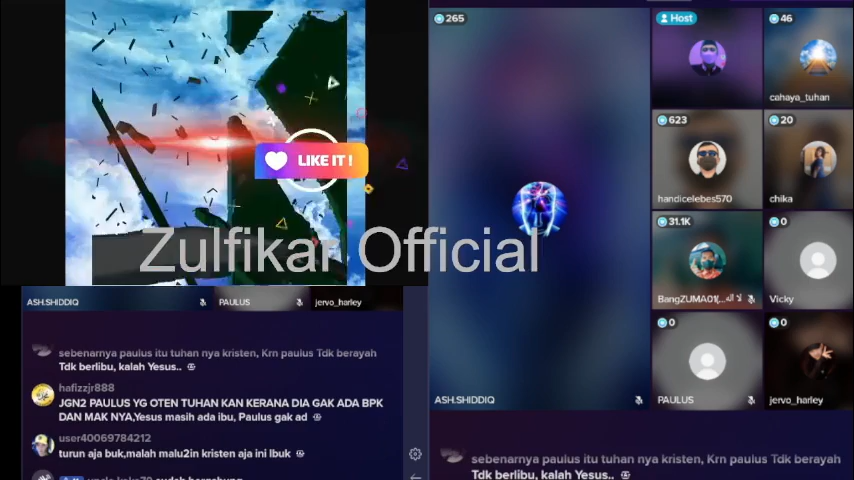 LIKE IT !
Zulfikar Official
ASH.SHIDDIQ
PAULUS
jervo_harley
sebenarnya paulus itu tuhan nya kristen, Krn paulus Tdk berayah
Tdk berlibu, kalah Yesus..
hafizzjr888
JGN2 PAULUS YG OTEN TUHAN KAN KERANA DIA GAK ADA BPK
DAN MAK NYA,Yesus masih ada ibu, Paulus gak ad
user40069784212
turun aja buk,malah malu2in kristen aja ini Ibuk
265
Host
46
cahaya_tuhan
623
20
handicelebes570
chika
31.1K
0
BangZUMA01(...لا اله
Vicky
0
0
ASH.SHIDDIQ
PAULUS
jervo_harley
sebenarnya paulus itu tuhan nya kristen, Krn paulus Tdk berayah
Tdk berlibu, kalah Yesus..